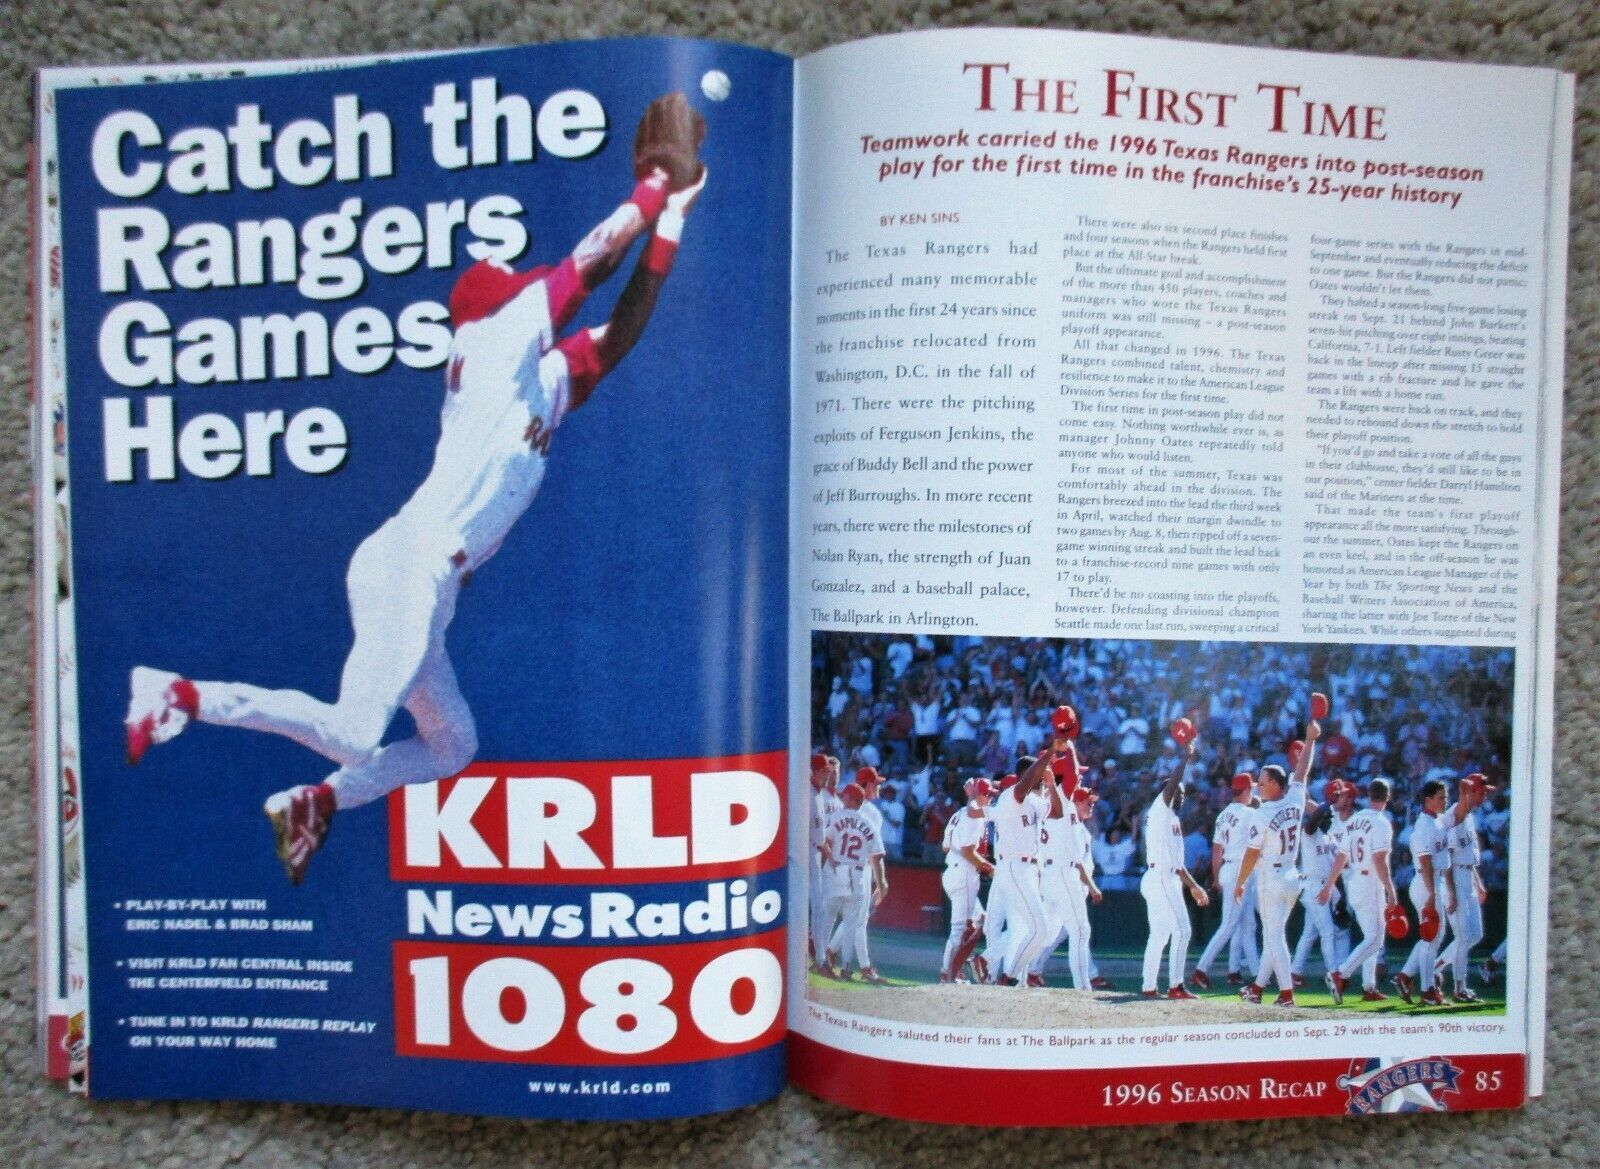 Catch the
Rangers
Games
Here
• PLAY-BY-PLAY WITH
ERIC NADEL & BRAD SHAM
• VISIT KRLD FAN CENTRAL INSIDE
THE CENTERFIELD ENTRANCE
• TUNE IN TO KRLD RANGERS REPLAY
ON YOUR WAY HOME
RA
KRLD
NewsRadio
1080
www.krld.com
THE FIRST TIME
Teamwork carried the 1996 Texas Rangers into post-season
play for the first time in the franchise's 25-year history
BY KEN SINS
The Texas Rangers had
experienced many memorable
moments in the first 24 years since
the franchise relocated from
Washington, D.C. in the fall of
1971. There were the pitching
exploits of Ferguson Jenkins, the
grace of Buddy Bell and the power
of Jeff Burroughs. In more recent
years, there were the milestones of
Nolan Ryan, the strength of Juan
Gonzalez, and a baseball palace,
The Ballpark in Arlington.
There were also six second place finishes
and four seasons when the Rangers held first
place at the All-Star break.
But the ultimate goal and accomplishment
of the more than 450 players, coaches and
managers who wore the Texas Rangers
uniform was still missing – a post-season
playoff appearance.
All that changed in 1996. The Texas
Rangers combined talent, chemistry and
resilience to make it to the American League
Division Series for the first time.
The first time in post-season play did not
come easy. Nothing worthwhile ever is, as
manager Johnny Oates repeatedly told
anyone who would listen.
For most of the summer, Texas was
comfortably ahead in the division. The
Rangers breezed into the lead the third week
in April, watched their margin dwindle to
two games by Aug. 8, then ripped off a seven-
game winning streak and built the lead back
to a franchise-record nine games with only
17 to play.
There'd be no coasting into the playoffs,
however. Defending divisional champion
Seattle made one last run, sweeping a critical
four-game series with the Rangers in mid-
September and eventually reducing the deficit
to one game. But the Rangers did not panic;
Oates wouldn't let them.
They halted a season-long five-game losing
streak on Sept. 21 behind John Burkett's
seven-hit pitching over eight innings, beating
California, 7-1. Left fielder Rusty Greer was
back in the lineup after missing 15 straight
games with a rib fracture and he gave the
team a lift with a home run.
The Rangers were back on track, and they
needed to rebound down the stretch to hold
their playoff position.
"If you'd go and take a vote of all the guys
in their clubhouse, they'd still like to be in
our position," center fielder Darryl Hamilton
said of the Mariners at the time.
That made the team's first playoff
appearance all the more satisfying. Through-
out the summer, Oates kept the Rangers on
an even keel, and in the off-season he was
honored as American League Manager of the
Year by both The Sporting News and the
Baseball Writers Association of America,
sharing the latter with Joe Torre of the New
York Yankees. While others suggested during
NAPOLEON
12
TETTLETON
15
16
The Texas Rangers saluted their fans at The Ballpark as the regular season concluded on Sept. 29 with the team's 90th victory.
1996 SEASON RECAP
RANGERS
85